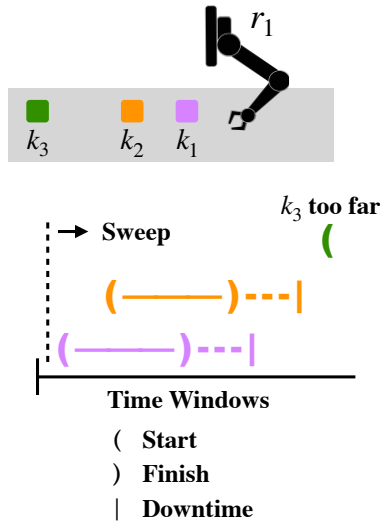 r1
k3 k2 k1
k3 too far
(
Sweep
( ) |
( ) |
Time Windows
( Start
) Finish
| Downtime